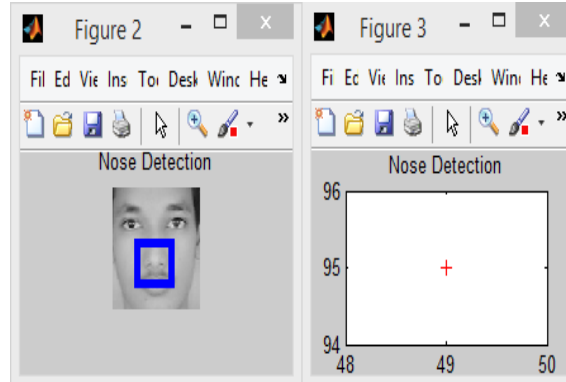 Figure 2
Fil Ed Vie Ins Too Desk Winc He
Nose Detection
Figure 3
Fi Ec Vie Ins To Desk Wine He
Nose Detection
96
95
94
48 49 50